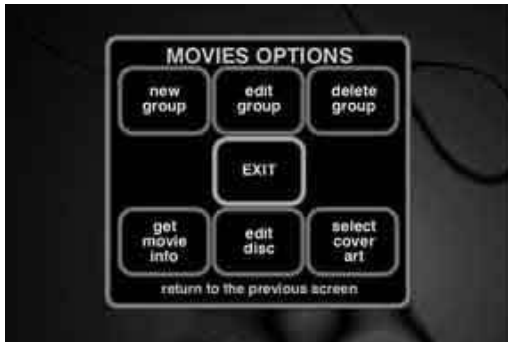 MOVIES OPTIONS
new
group
edit
group
delete
group
EXIT
get
movie
info
edit
disc
select
cover
art
return to the previous screen